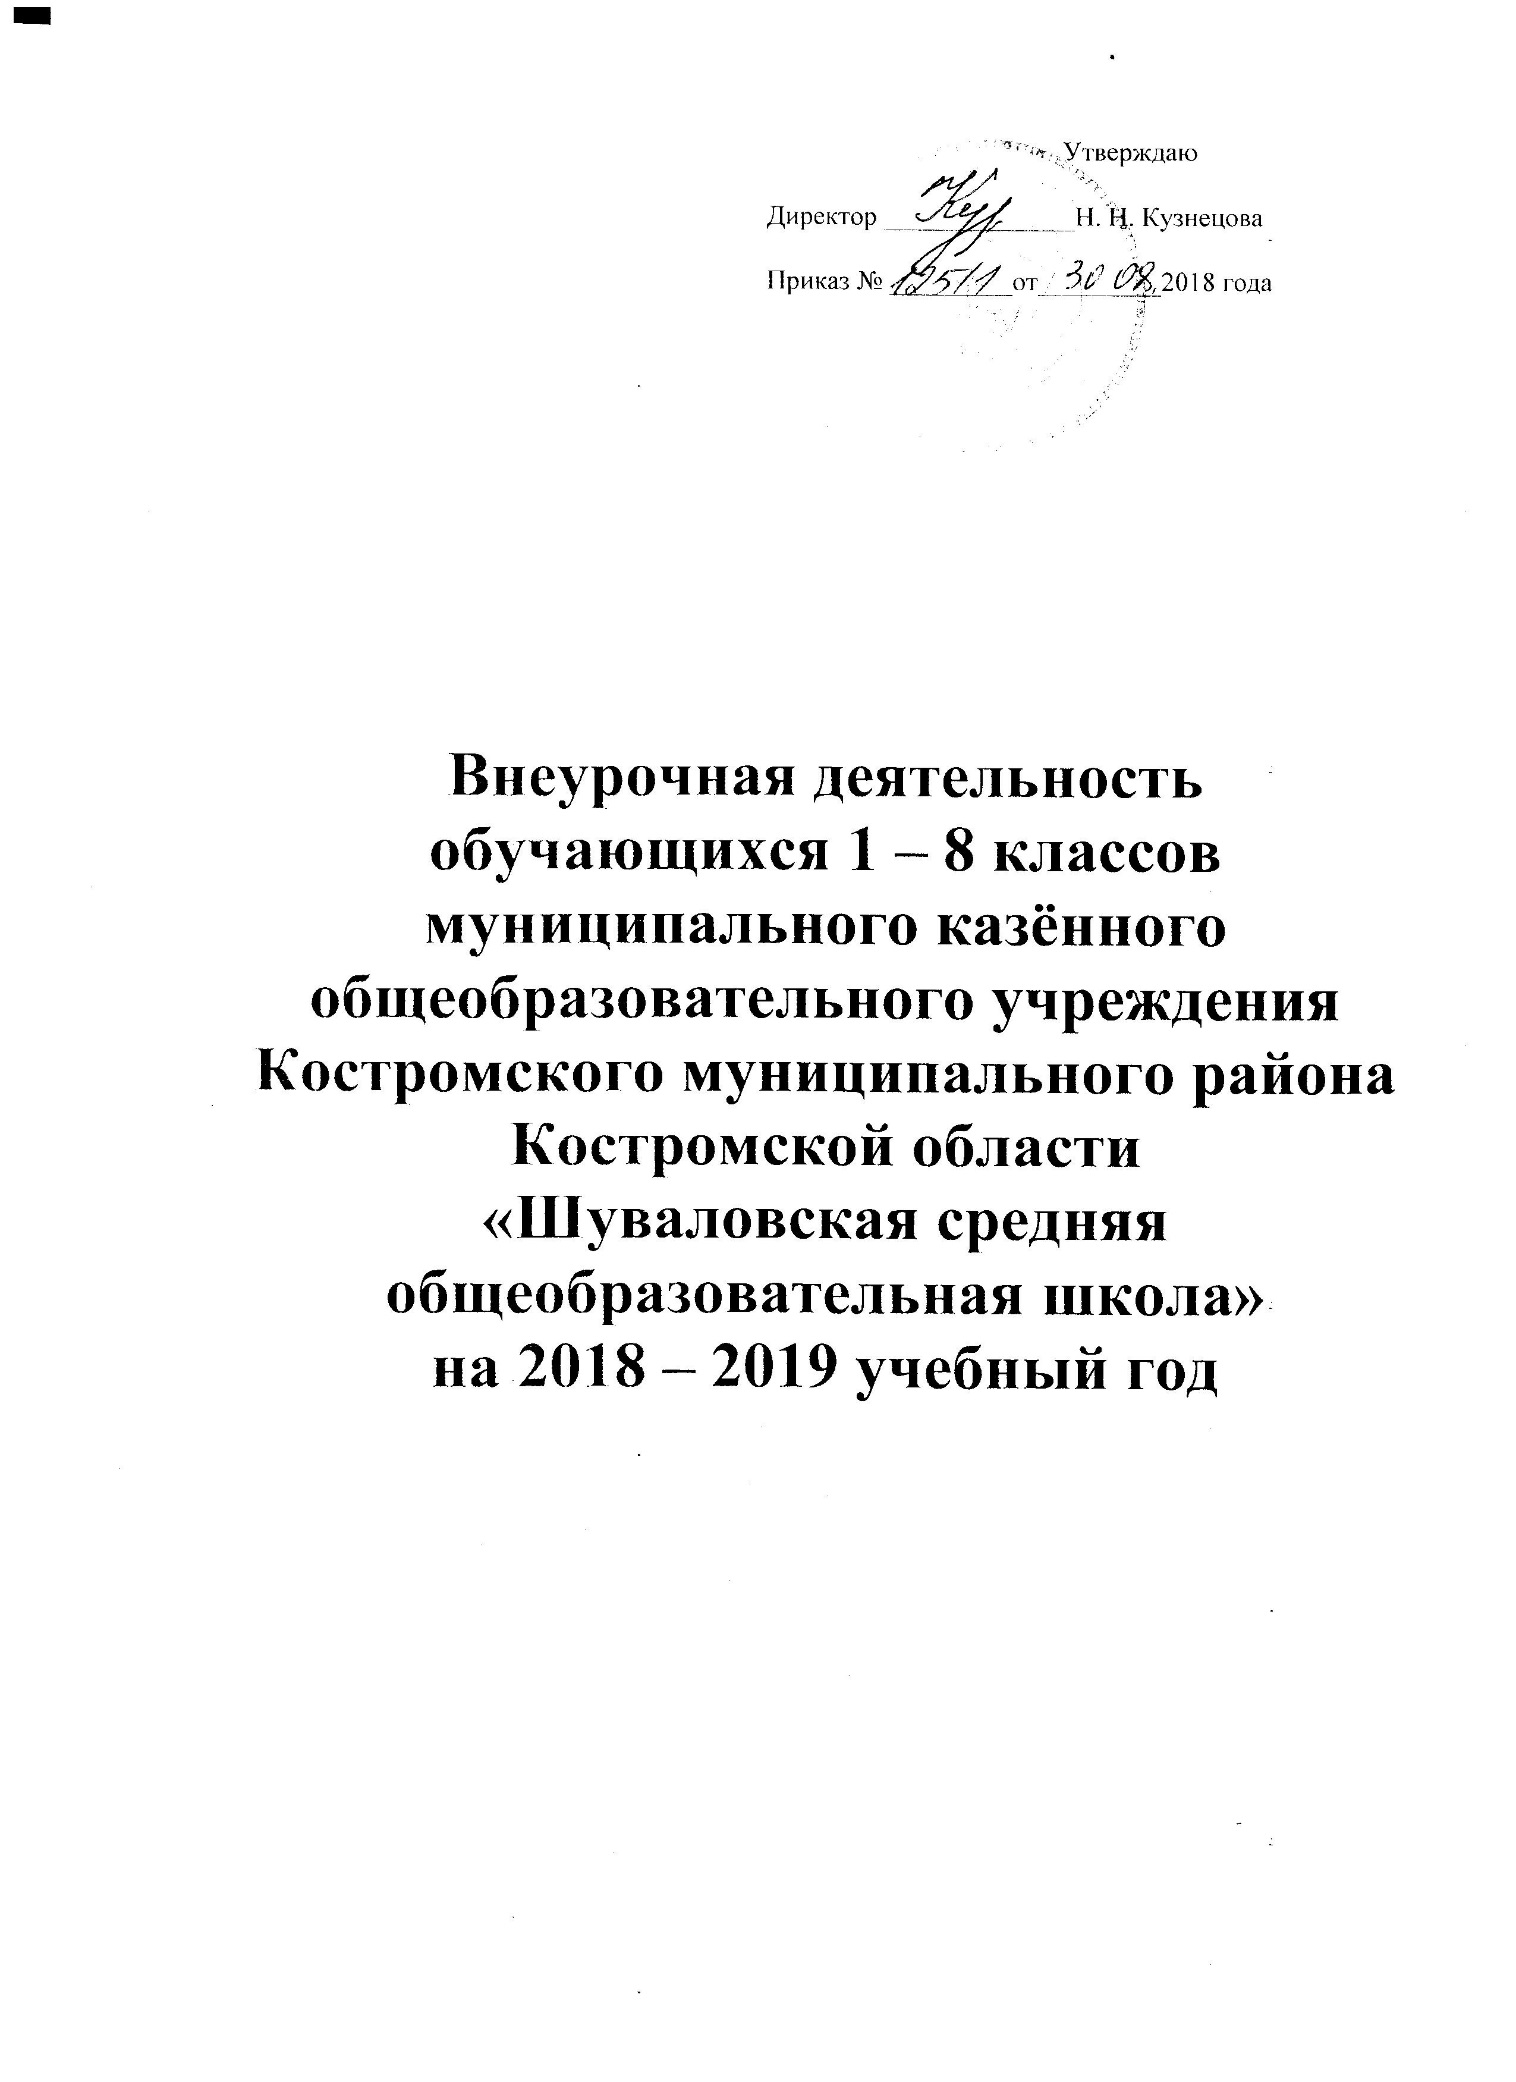 Утверждаю
Директор Н. Н. Кузнецова
Приказ № 125/1 от 30 08. 2018 года
Внеурочная деятельность
обучающихся 1 – 8 классов
муниципального казённого
общеобразовательного учреждения
Костромского муниципального района
Костромской области
«Шуваловская средняя
общеобразовательная школа»
на 2018 – 2019 учебный год